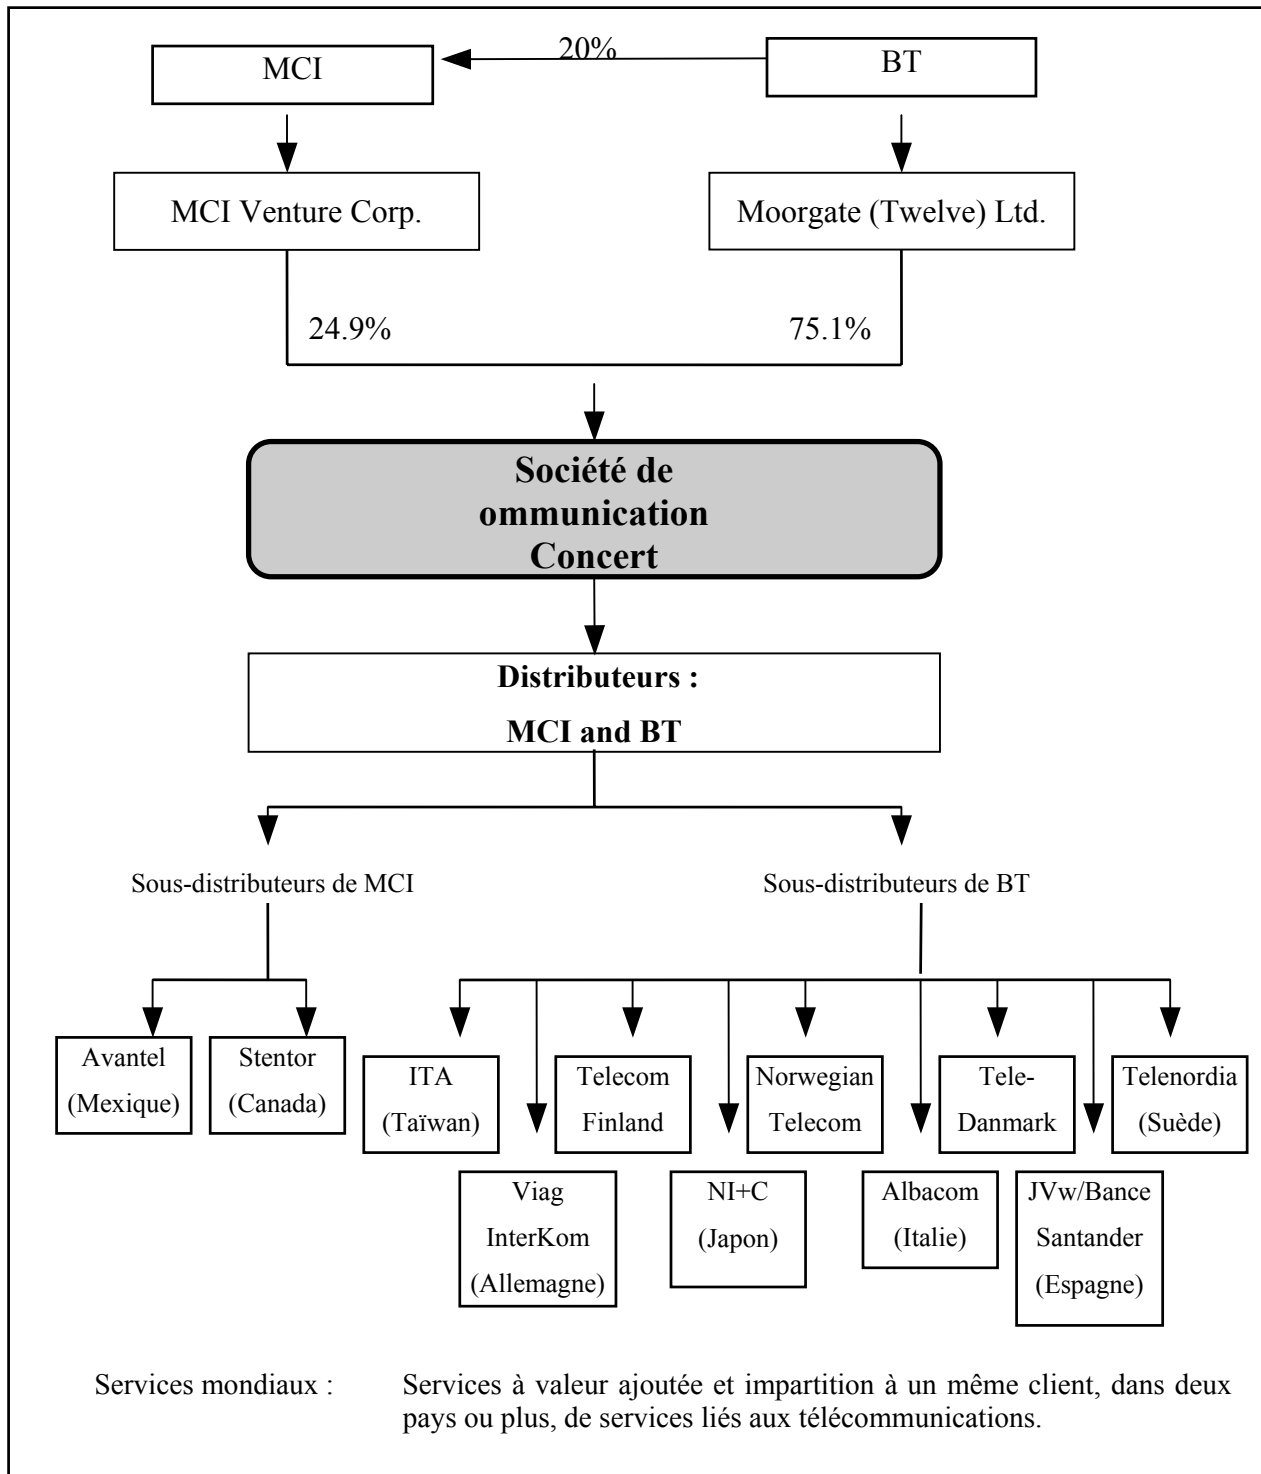 20%
MCI
BT
MCI Venture Corp.
Moorgate (Twelve) Ltd.
24.9%
75.1%
Société de
ommunication
Concert
Distributeurs :
MCI and BT
Sous-distributeurs de MCI
Sous-distributeurs de BT
Avantel
(Mexique)
Stentor
(Canada)
ITA
(Taïwan)
Telecom
Finland
Norwegian
Telecom
Tele-
Danmark
Telenordia
(Suède)
Viag
InterKom
(Allemagne)
NI+C
(Japon)
Albacom
(Italie)
JVw/Bance
Santander
(Espagne)
Services mondiaux :
Services à valeur ajoutée et impartition à un même client, dans deux
pays ou plus, de services liés aux télécommunications.